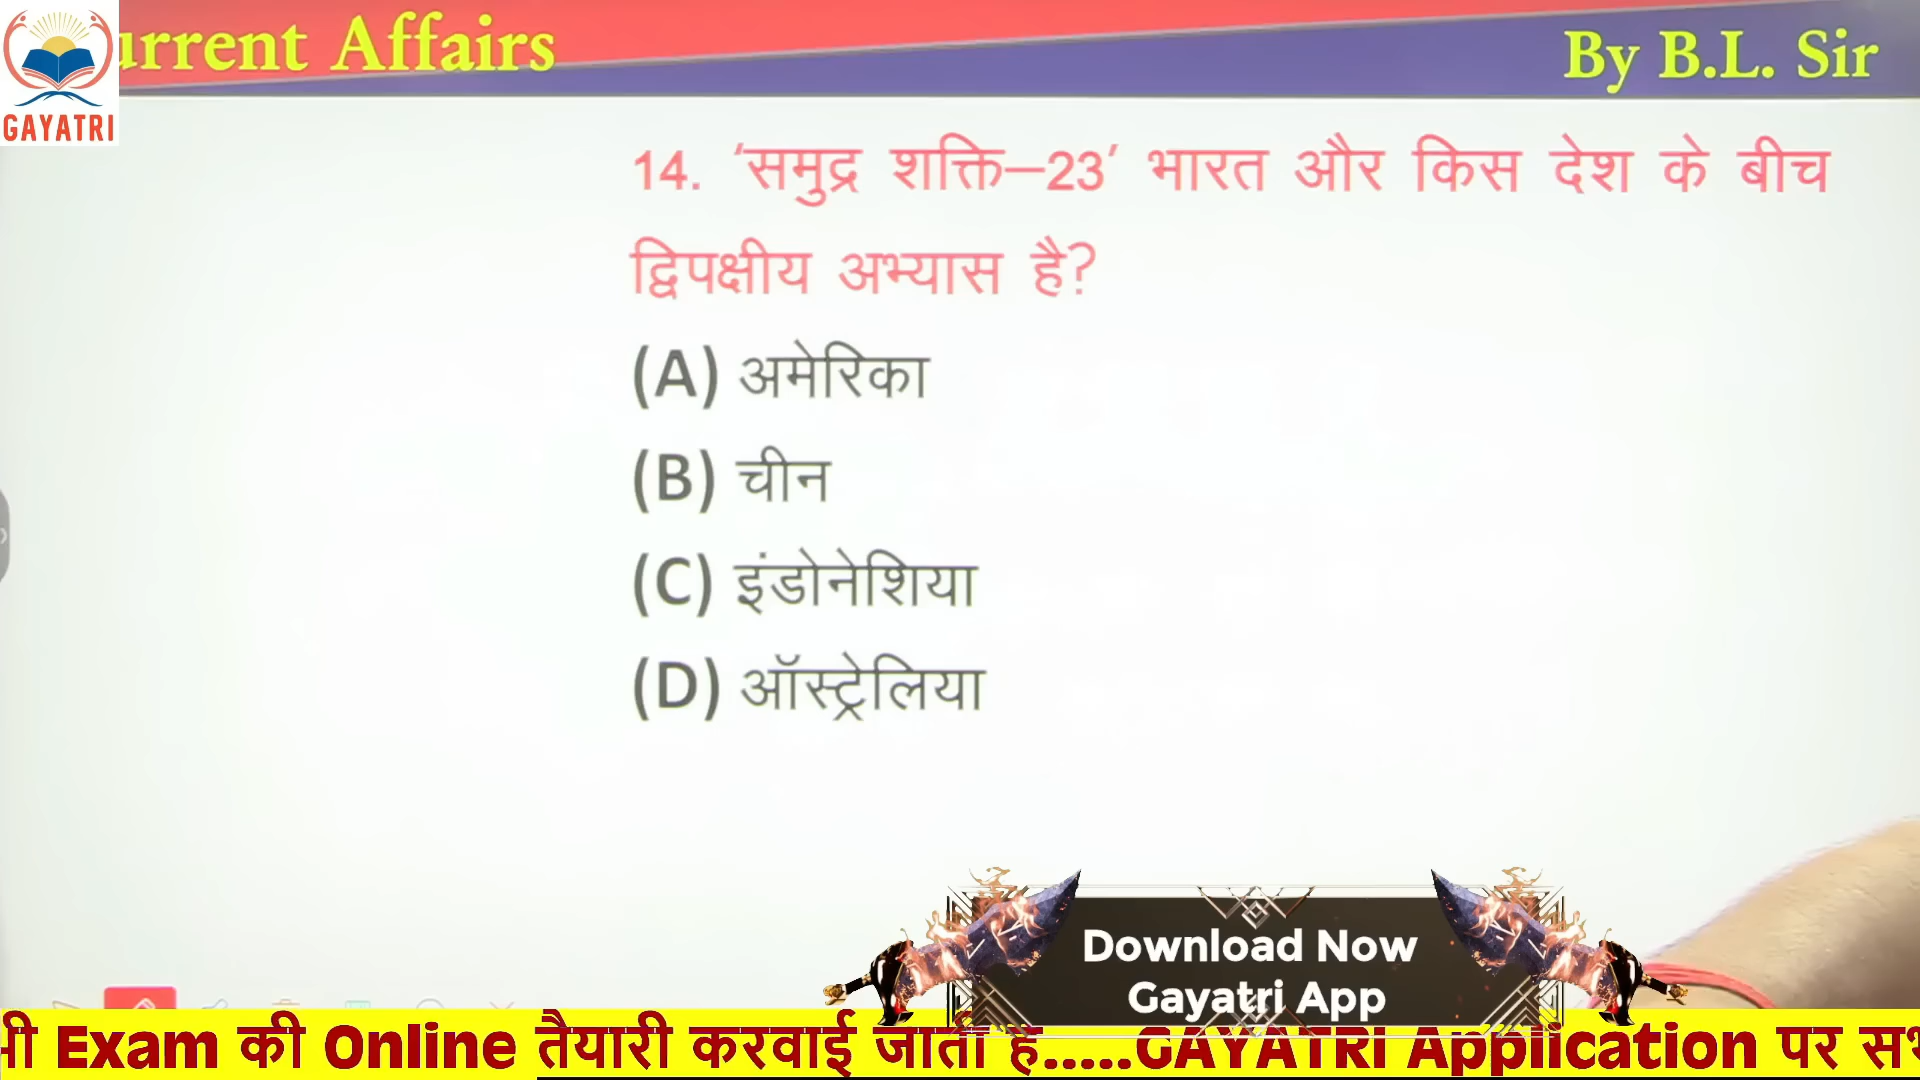 urrent Affairs
By B.L. Sir
GAYATRI
14. ‘समुद्र शक्ति–23’ भारत और किस देश के बीच
द्विपक्षीय अभ्यास है?
(A) अमेरिका
(B) चीन
(C) इंडोनेशिया
(D) ऑस्ट्रेलिया
Download Now
Gayatri App
Exam की Online तैयारी करवाई जाती है.....GAYATRI Application पर